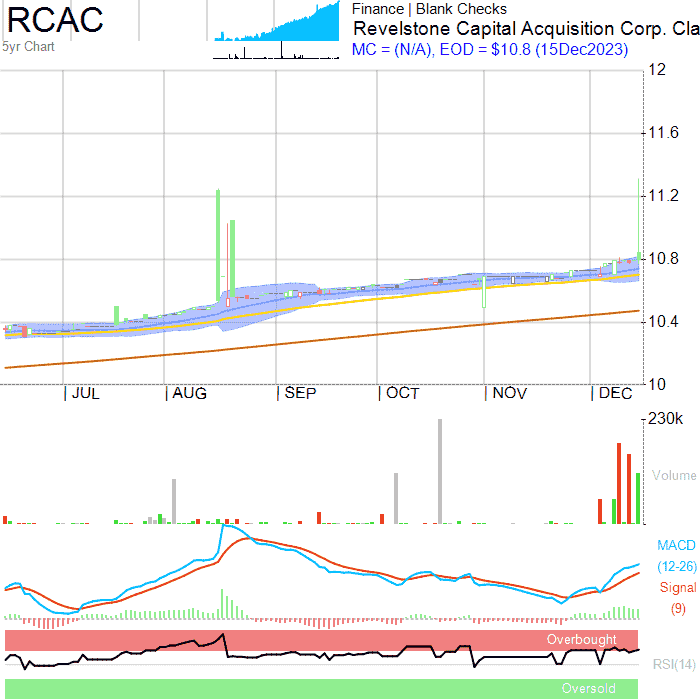 RCAC
5yr Chart
Finance | Blank Checks
Revelstone Capital Acquisition Corp. Cla
MC = (N/A), EOD = $10.8 (15Dec2023)
12
11.6
11.2
10.8
10.4
10
JUL AUG SEP OCT NOV DEC
230k
Volume
MACD
(12-26)
Signal
(9)
Overbought
RSI(14)
Oversold